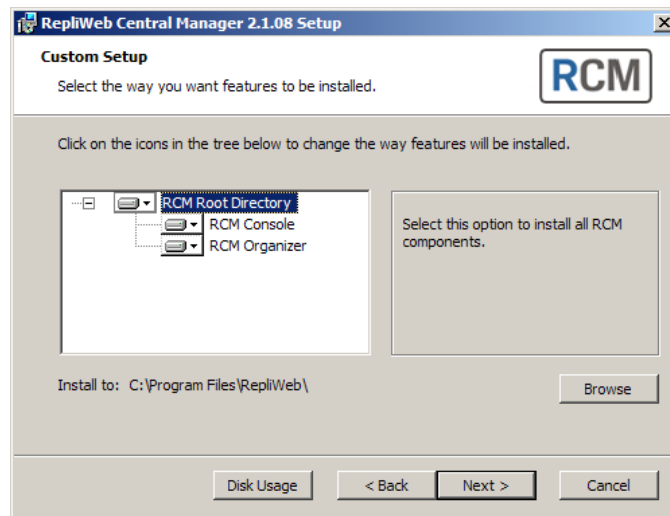 RepliWeb Central Manager 2.1.08 Setup
Custom Setup
Select the way you want features to be installed.
RCM
Click on the icons in the tree below to change the way features will be installed.
RCM Root Directory
RCM Console
RCM Organizer
Select this option to install all RCM
components.
Install to: C:\Program Files\RepliWeb\
Browse
Disk Usage
< Back
Next >
Cancel